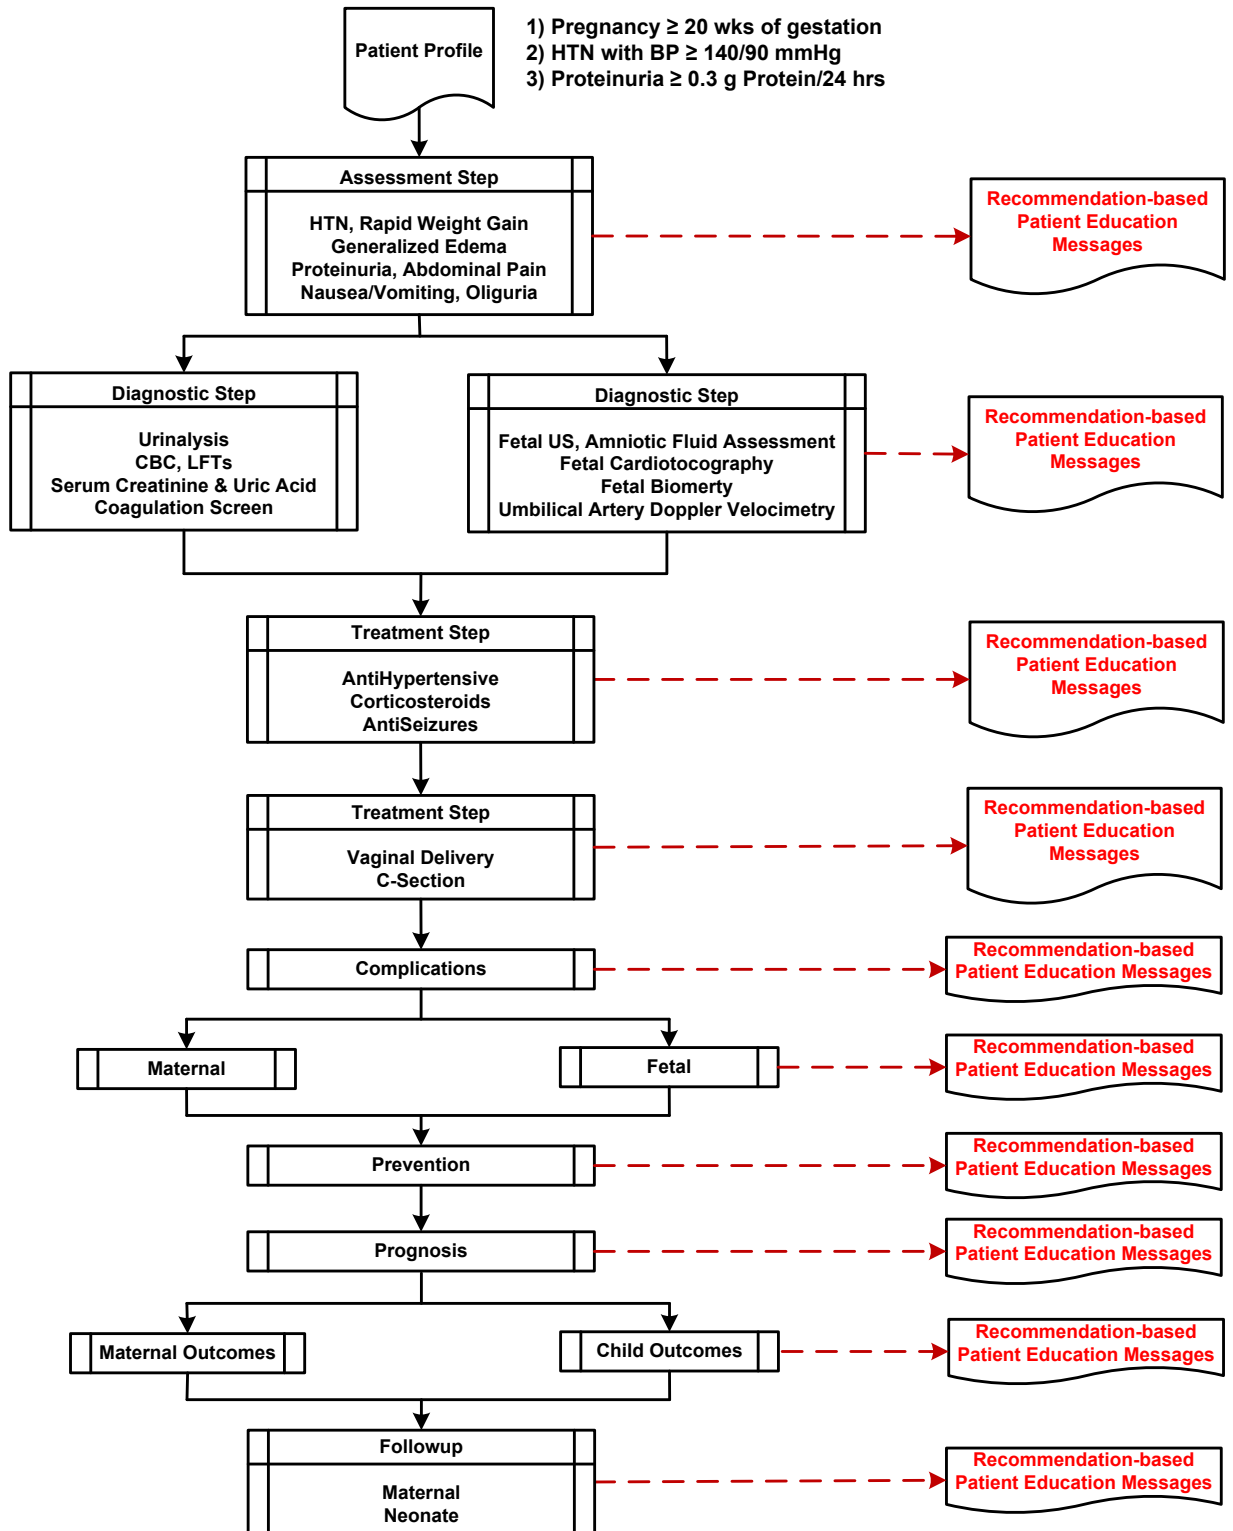 Patient Profile
1) Pregnancy ≥ 20 wks of gestation
2) HTN with BP ≥ 140/90 mmHg
3) Proteinuria ≥ 0.3 g Protein/24 hrs
Assessment Step
HTN, Rapid Weight Gain
Generalized Edema
Proteinuria, Abdominal Pain
Nausea/Vomiting, Oliguria
Recommendation-based
Patient Education
Messages
Diagnostic Step
Urinalysis
CBC, LFTs
Serum Creatinine & Uric Acid
Coagulation Screen
Diagnostic Step
Fetal US, Amniotic Fluid Assessment
Fetal Cardiotocography
Fetal Biomerty
Umbilical Artery Doppler Velocimetry
Recommendation-based
Patient Education
Messages
Treatment Step
AntiHypertensive
Corticosteroids
AntiSeizures
Recommendation-based
Patient Education
Messages
Treatment Step
Vaginal Delivery
C-Section
Recommendation-based
Patient Education
Messages
Complications
Recommendation-based
Patient Education Messages
Maternal
Fetal
Recommendation-based
Patient Education Messages
Prevention
Recommendation-based
Patient Education Messages
Prognosis
Recommendation-based
Patient Education Messages
Maternal Outcomes
Child Outcomes
Recommendation-based
Patient Education Messages
Followup
Maternal
Neonate
Recommendation-based
Patient Education Messages